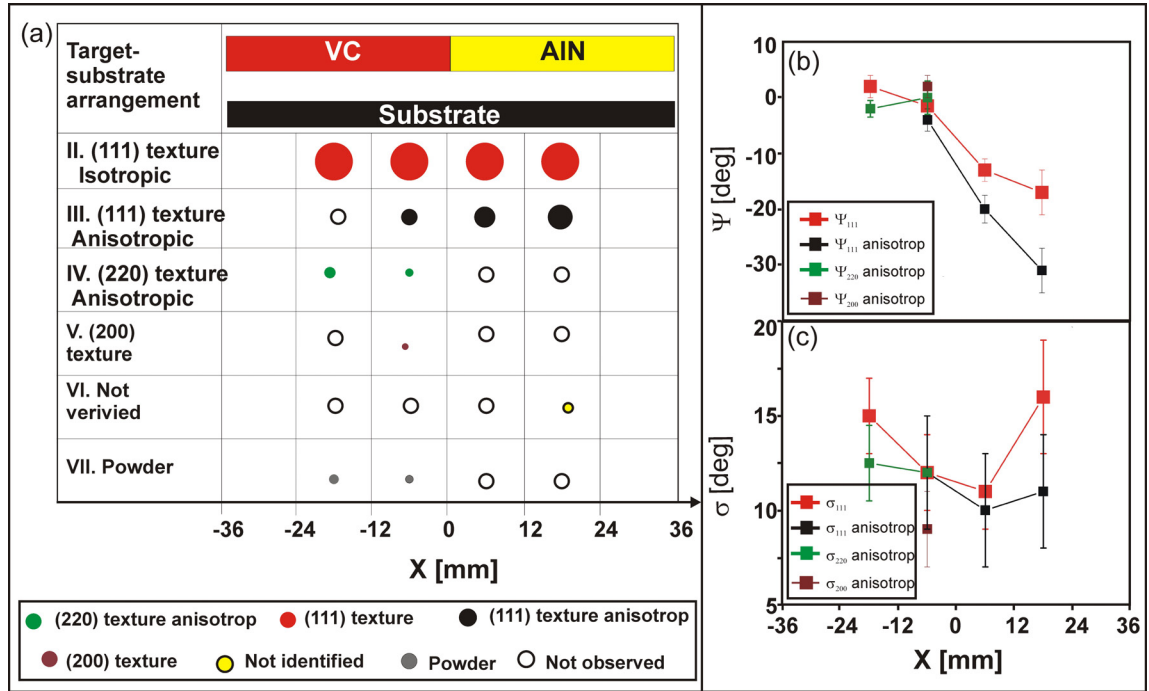 (a)
Target-
substrate
arrangement
VC
AlN
Substrate
II. (111) texture
Isotropic
III. (111) texture
Anisotropic
IV. (220) texture
Anisotropic
V. (200)
texture
VI. Not
verivied
VII. Powder
-36 -24 -12 0 12 24 36
X [mm]
(220) texture anisotrop (111) texture (111) texture anisotrop
(200) texture Not identified Powder Not observed
(b)
10
0
-10
-20
-30
Ψ [deg]
Ψ111
Ψ111 anisotrop
Ψ220 anisotrop
Ψ200 anisotrop
(c)
20
15
10
5
σ [deg]
σ111
σ111 anisotrop
σ220 anisotrop
σ200 anisotrop
-36 -24 -12 0 12 24 36
X [mm]